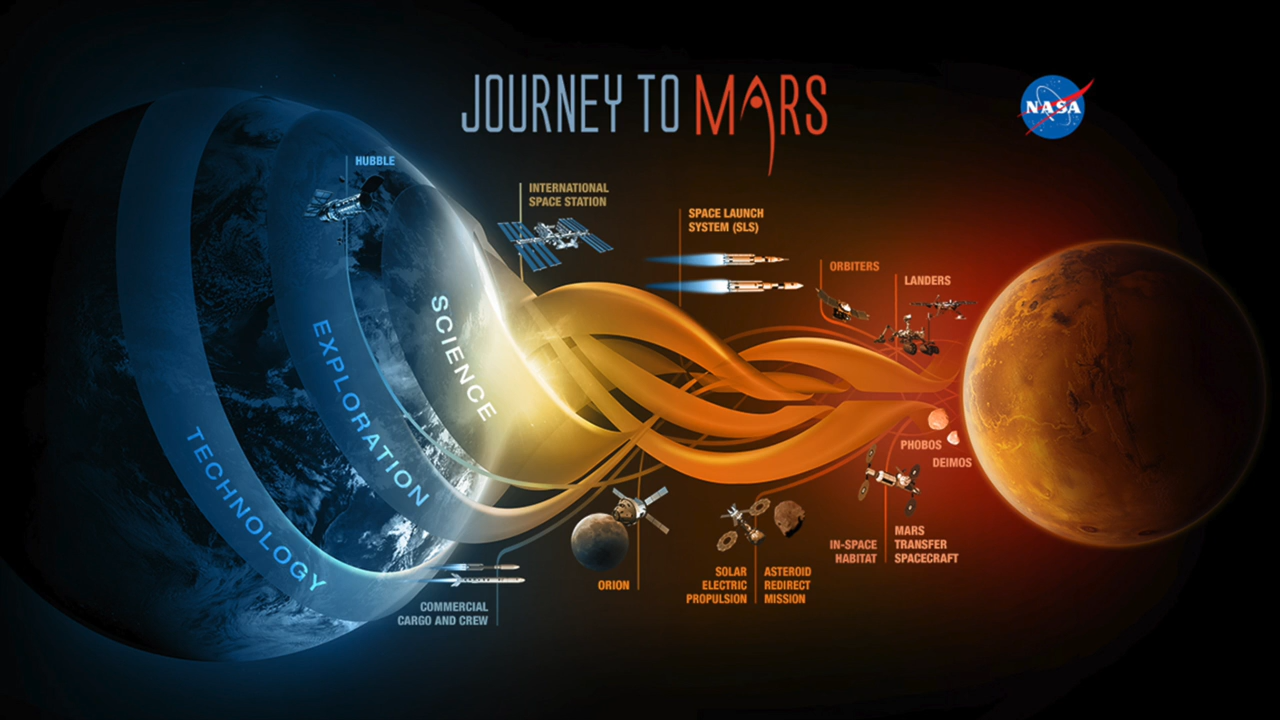 JOURNEY TO MARS
NASA
HUBBLE
INTERNATIONAL
SPACE STATION
SPACE LAUNCH
SYSTEM (SLS)
ORBITERS
LANDERS
SCIENCE
EXPLORATION
TECHNOLOGY
PHOBOS
DEIMOS
COMMERCIAL
CARGO AND CREW
ORION
SOLAR
ELECTRIC
PROPULSION
ASTEROID
REDIRECT
MISSION
IN-SPACE
HABITAT
MARS
TRANSFER
SPACECRAFT